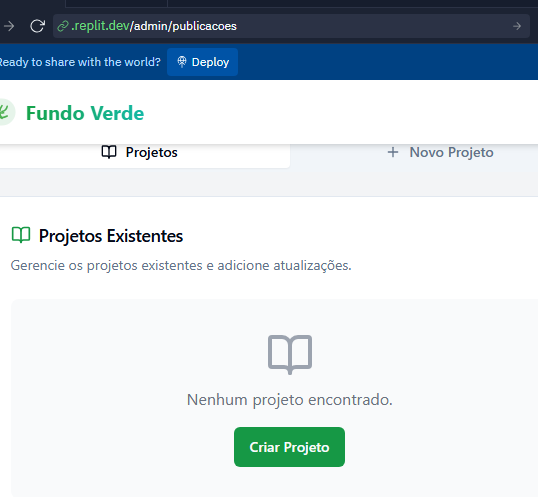 .replit.dev/admin/publicacoes
Ready to share with the world? Deploy
Fundo Verde
Projetos + Novo Projeto
Projetos Existentes
Gerencie os projetos existentes e adicione atualizações.
Nenhum projeto encontrado.
Criar Projeto